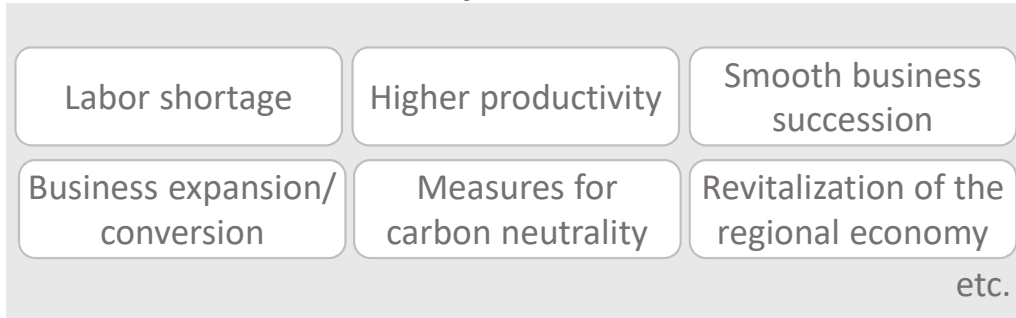 Labor shortage
Higher productivity
Smooth business
succession
Business expansion/
conversion
Measures for
carbon neutrality
Revitalization of the
regional economy
etc.